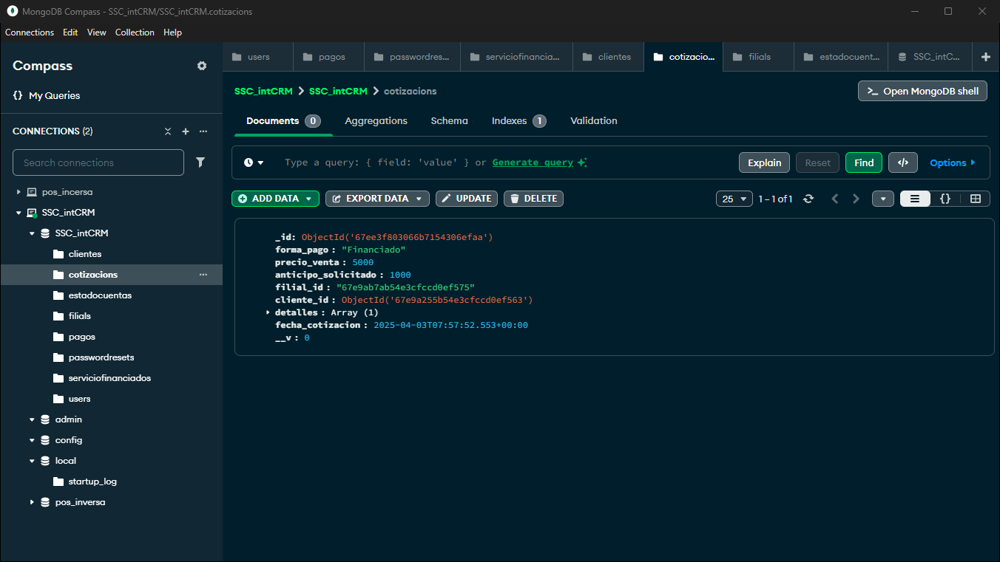 MongoDB Compass - SSC_intCRM/SSC_intCRM.cotizacions
Connections Edit View Collection Help
Compass
{} My Queries
CONNECTIONS (2)
Search connections
pos_incersa
SSC_intCRM
SSC_intCRM
clientes
cotizacions
estadocuentas
filials
pagos
passwordresets
serviciofinanciados
users
admin
config
local
startup_log
pos_inversa
users pagos passwordres... serviciofinancia... clientes cotizacio... filials estadocuent... SSC_intC...
SSC_intCRM > SSC_intCRM > cotizacions
>_ Open MongoDB shell
Documents 0 Aggregations Schema Indexes 1 Validation
Type a query: { field: 'value' } or Generate query
Explain Reset Find </> Options
ADD DATA EXPORT DATA UPDATE DELETE
25 1 – 1 of 1 {}
_id: ObjectId('67ee3f803066b7154306efaa')
forma_pago : "Financiado"
precio_venta : 5000
anticipo_solicitado : 1000
filial_id : "67e9ab7ab54e3cfccd0ef575"
cliente_id : ObjectId('67e9a255b54e3cfccd0ef563')
detalles : Array (1)
fecha_cotizacion : 2025-04-03T07:57:52.553+00:00
__v : 0